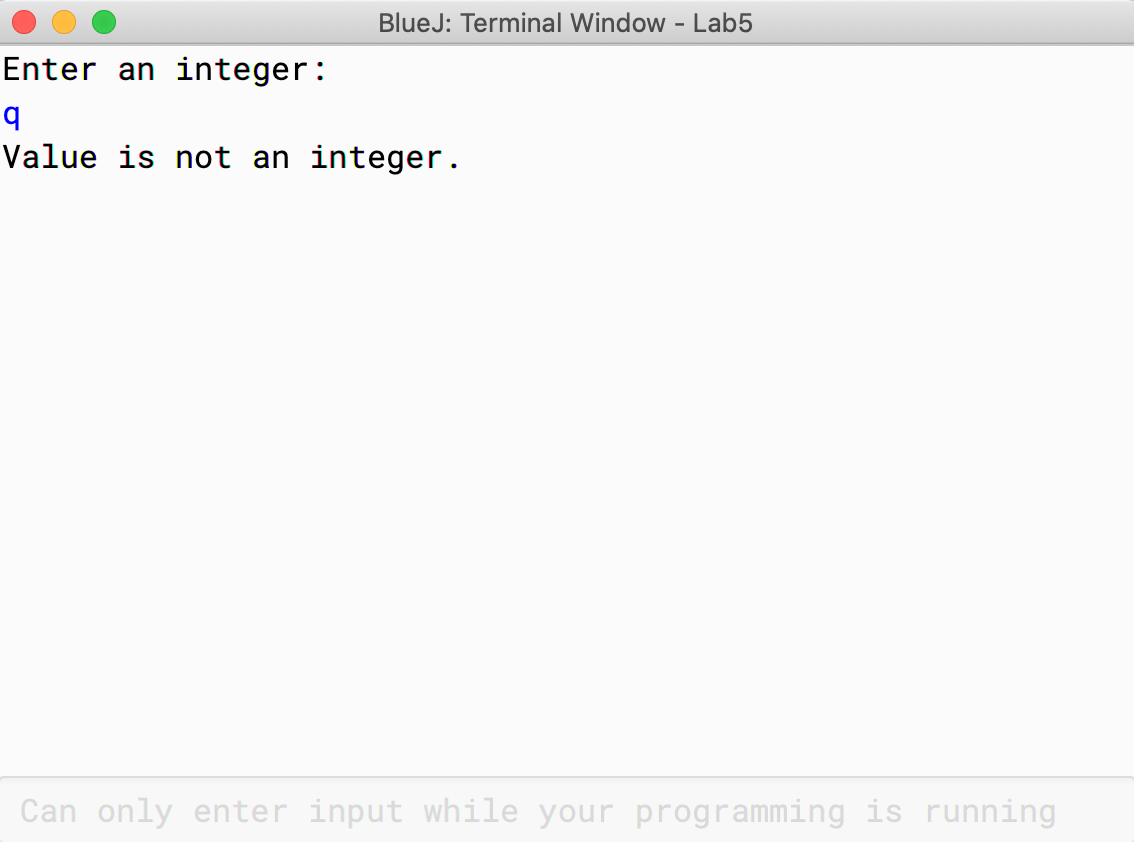 BlueJ: Terminal Window - Lab5
Enter an integer:
q
Value is not an integer.
Can only enter input while your programming is running